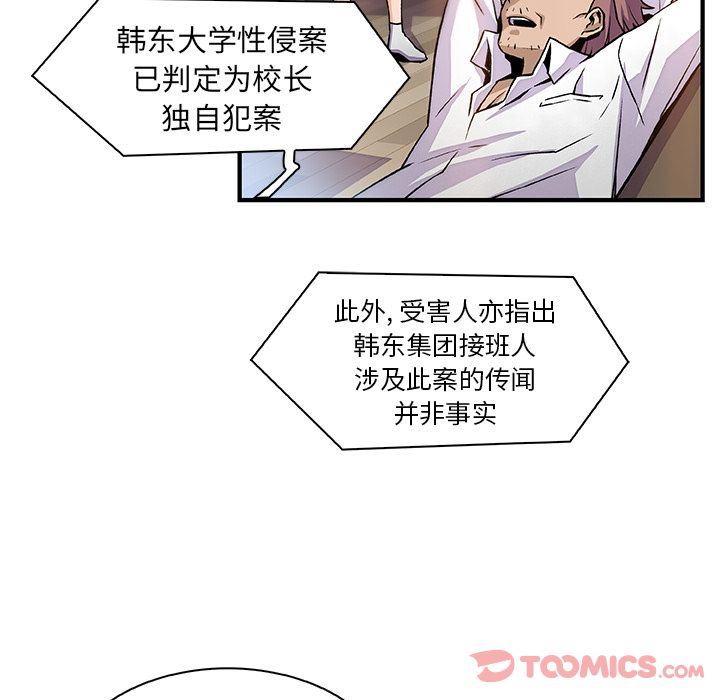 韩东大学性侵案
已判定为校长
独自犯案
此外, 受害人亦指出
韩东集团接班人
涉及此案的传闻
并非事实
TOOMICS.COM